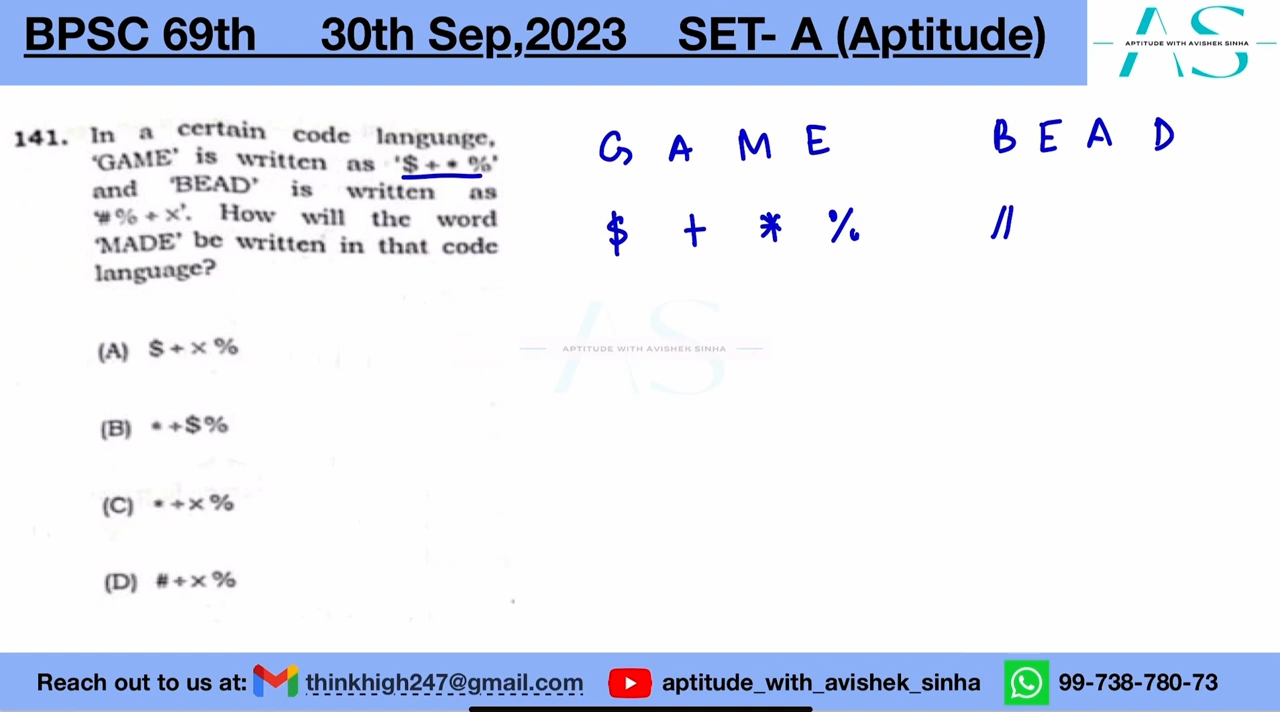 BPSC 69th 30th Sep,2023 SET- A (Aptitude)
AS
APTITUDE WITH AVISHEK SINHA
141. In a certain code language,
'GAME' is written as '$ + * %'
and 'BEAD' is written as
'# % + ×'. How will the word
'MADE' be written in that code
language?
(A) $ + × %
(B) * + $ %
(C) * + × %
(D) # + × %
G A M E B E A D
$ + * % //
AS
APTITUDE WITH AVISHEK SINHA
Reach out to us at: thinkhigh247@gmail.com aptitude_with_avishek_sinha 99-738-780-73